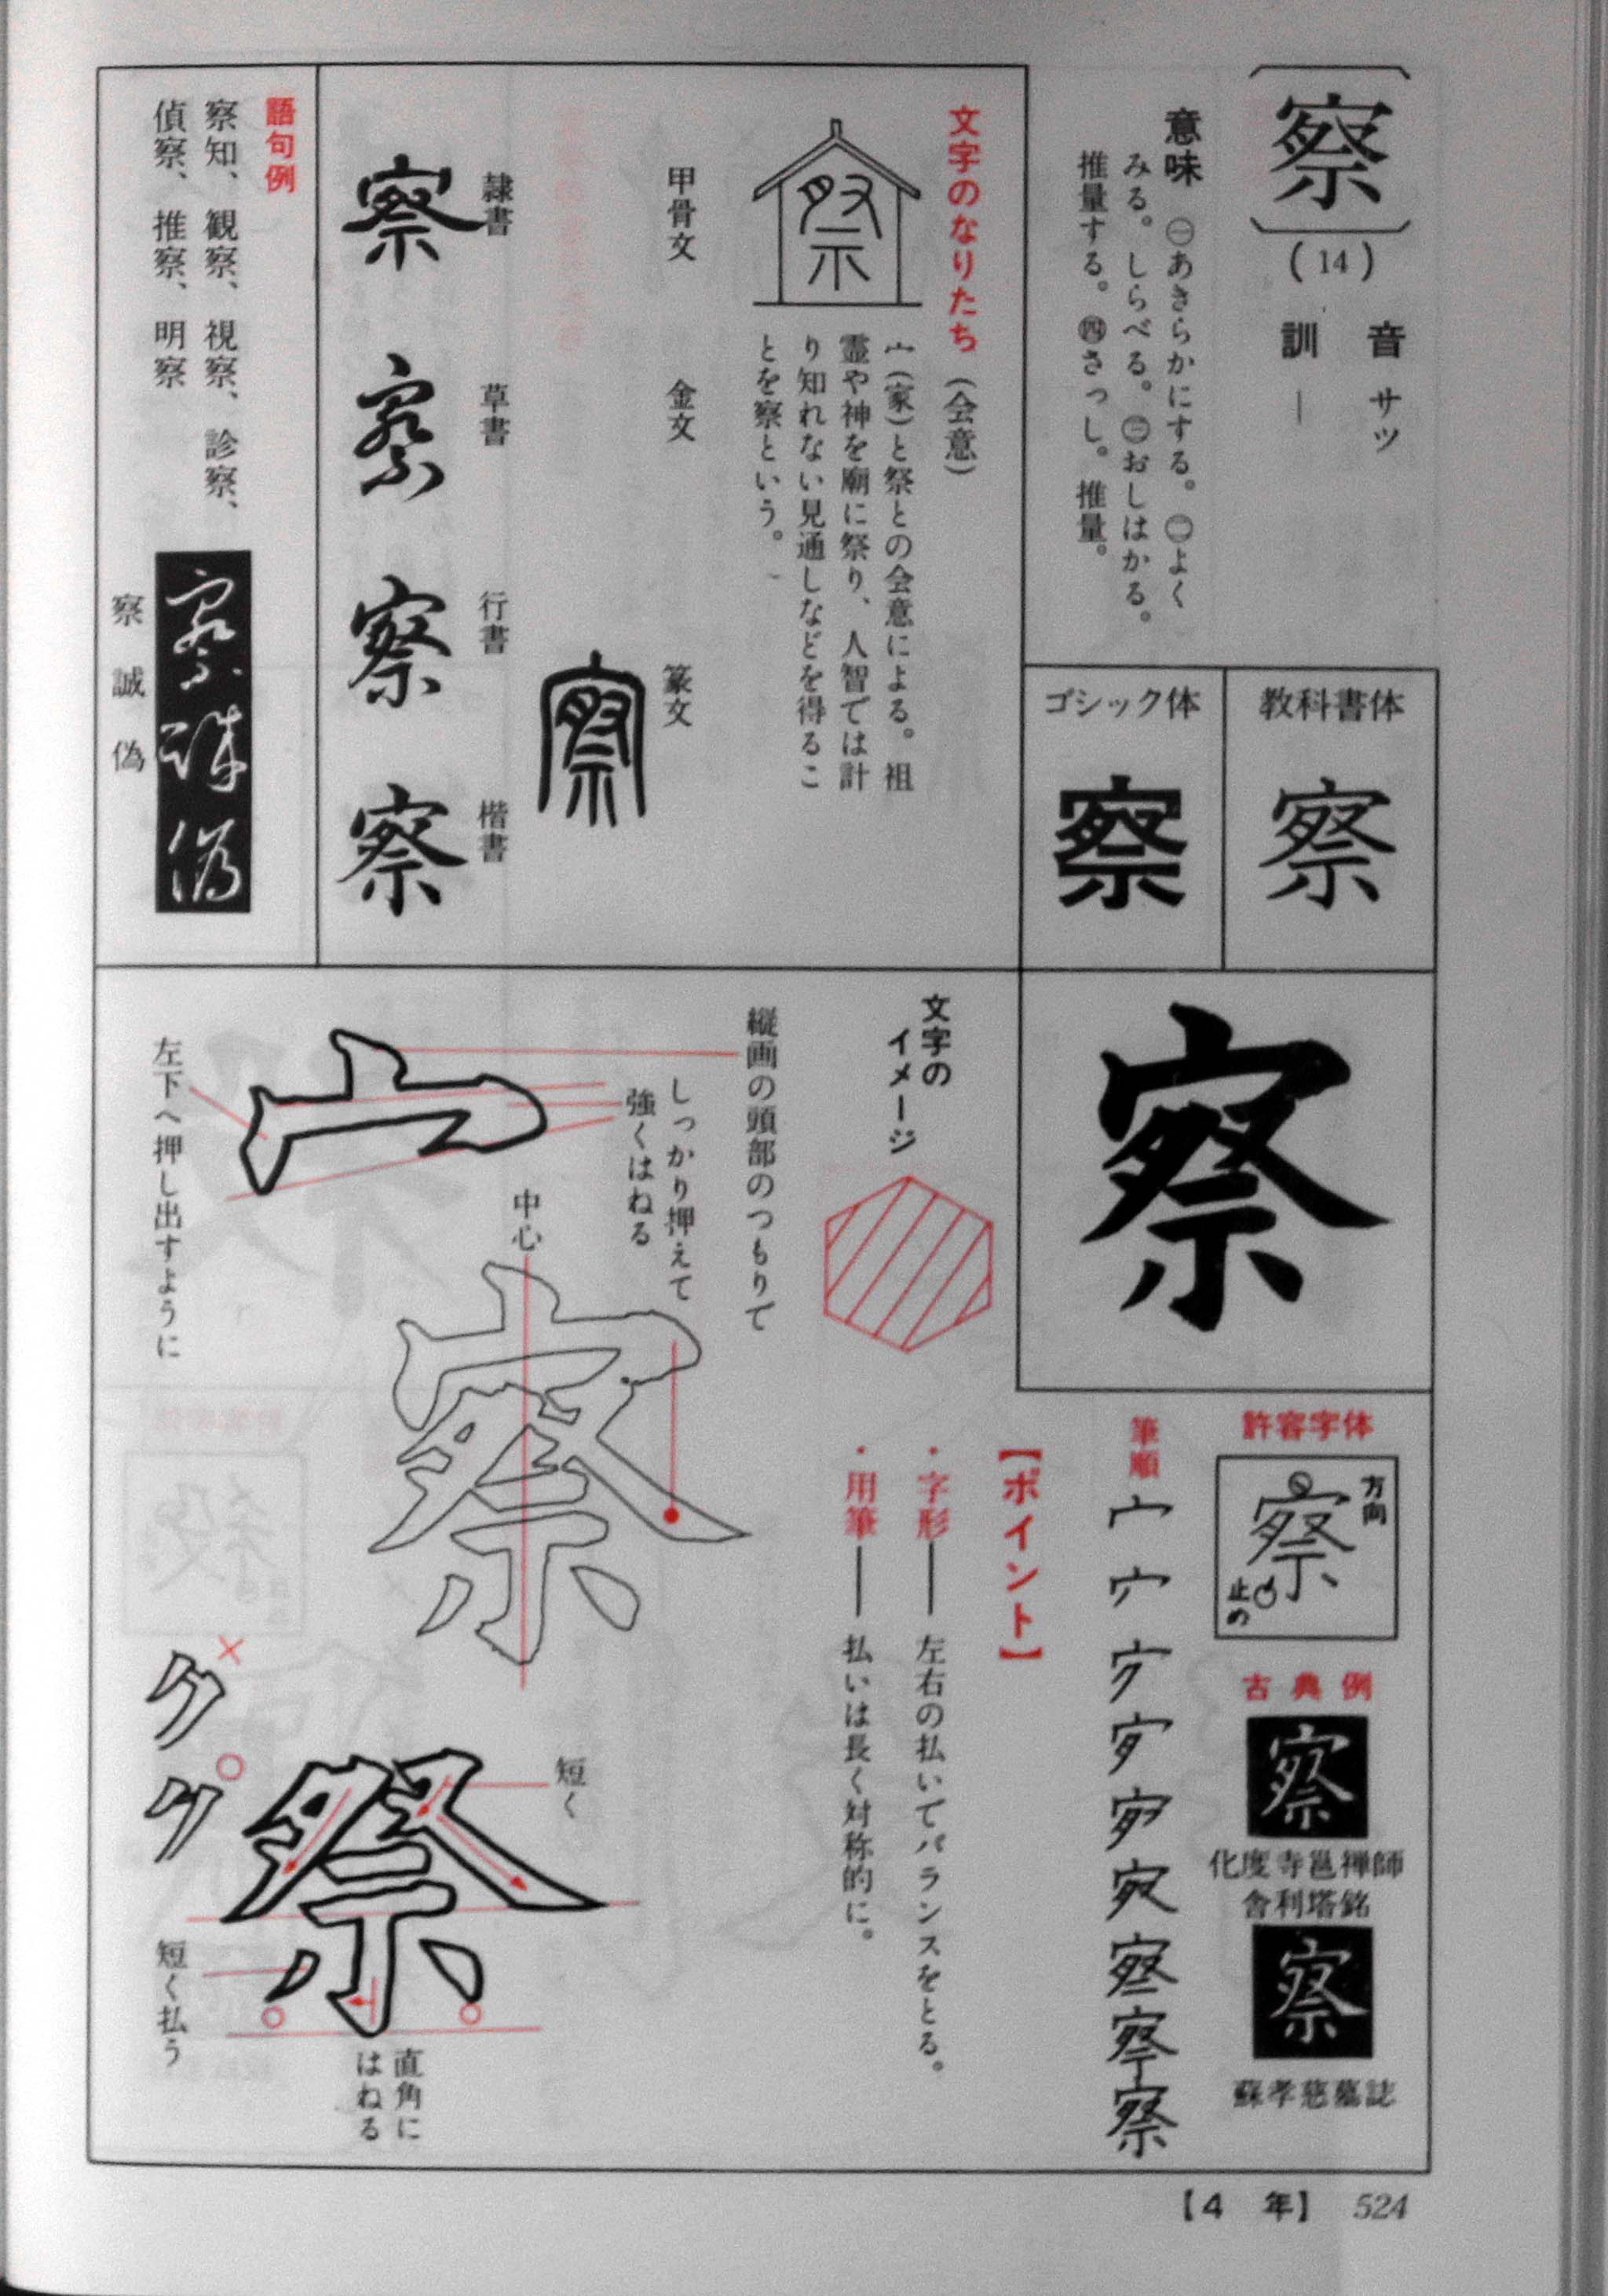 察
(14)
音 サツ
訓 ―
意味 ㊀あきらかにする。㊁よく
みる。しらべる。㊂おしはかる。
推量する。㊃さっし。推量。
教科書体
察
ゴシック体
察
文字のなりたち (会意)
宀(家)と祭との会意による。祖
霊や神を廟に祭り、人智では計
り知れない見通しなどを得るこ
とを察という。
祭
甲骨文
金文
篆文
察
隷書
察
草書
察
行書
察
楷書
察
語句例
察知、観察、視察、診察、
偵察、推察、明察
察誠偽
察誠偽
察
許容字体
方向
察
止め
古典例
察
化度寺邕禅師
舎利塔銘
察
蘇孝慈墓誌
筆順
察
【ポイント】
・字形――左右の払いでバランスをとる。
・用筆――払いは長く対称的に。
文字の
イメージ
縦画の頭部のつもりで
しっかり押えて
強くはねる
宀
左下へ押し出すように
中心
察
短く
祭
×
ク
○
ク
短く払う
直角に
はねる
【4 年】 524